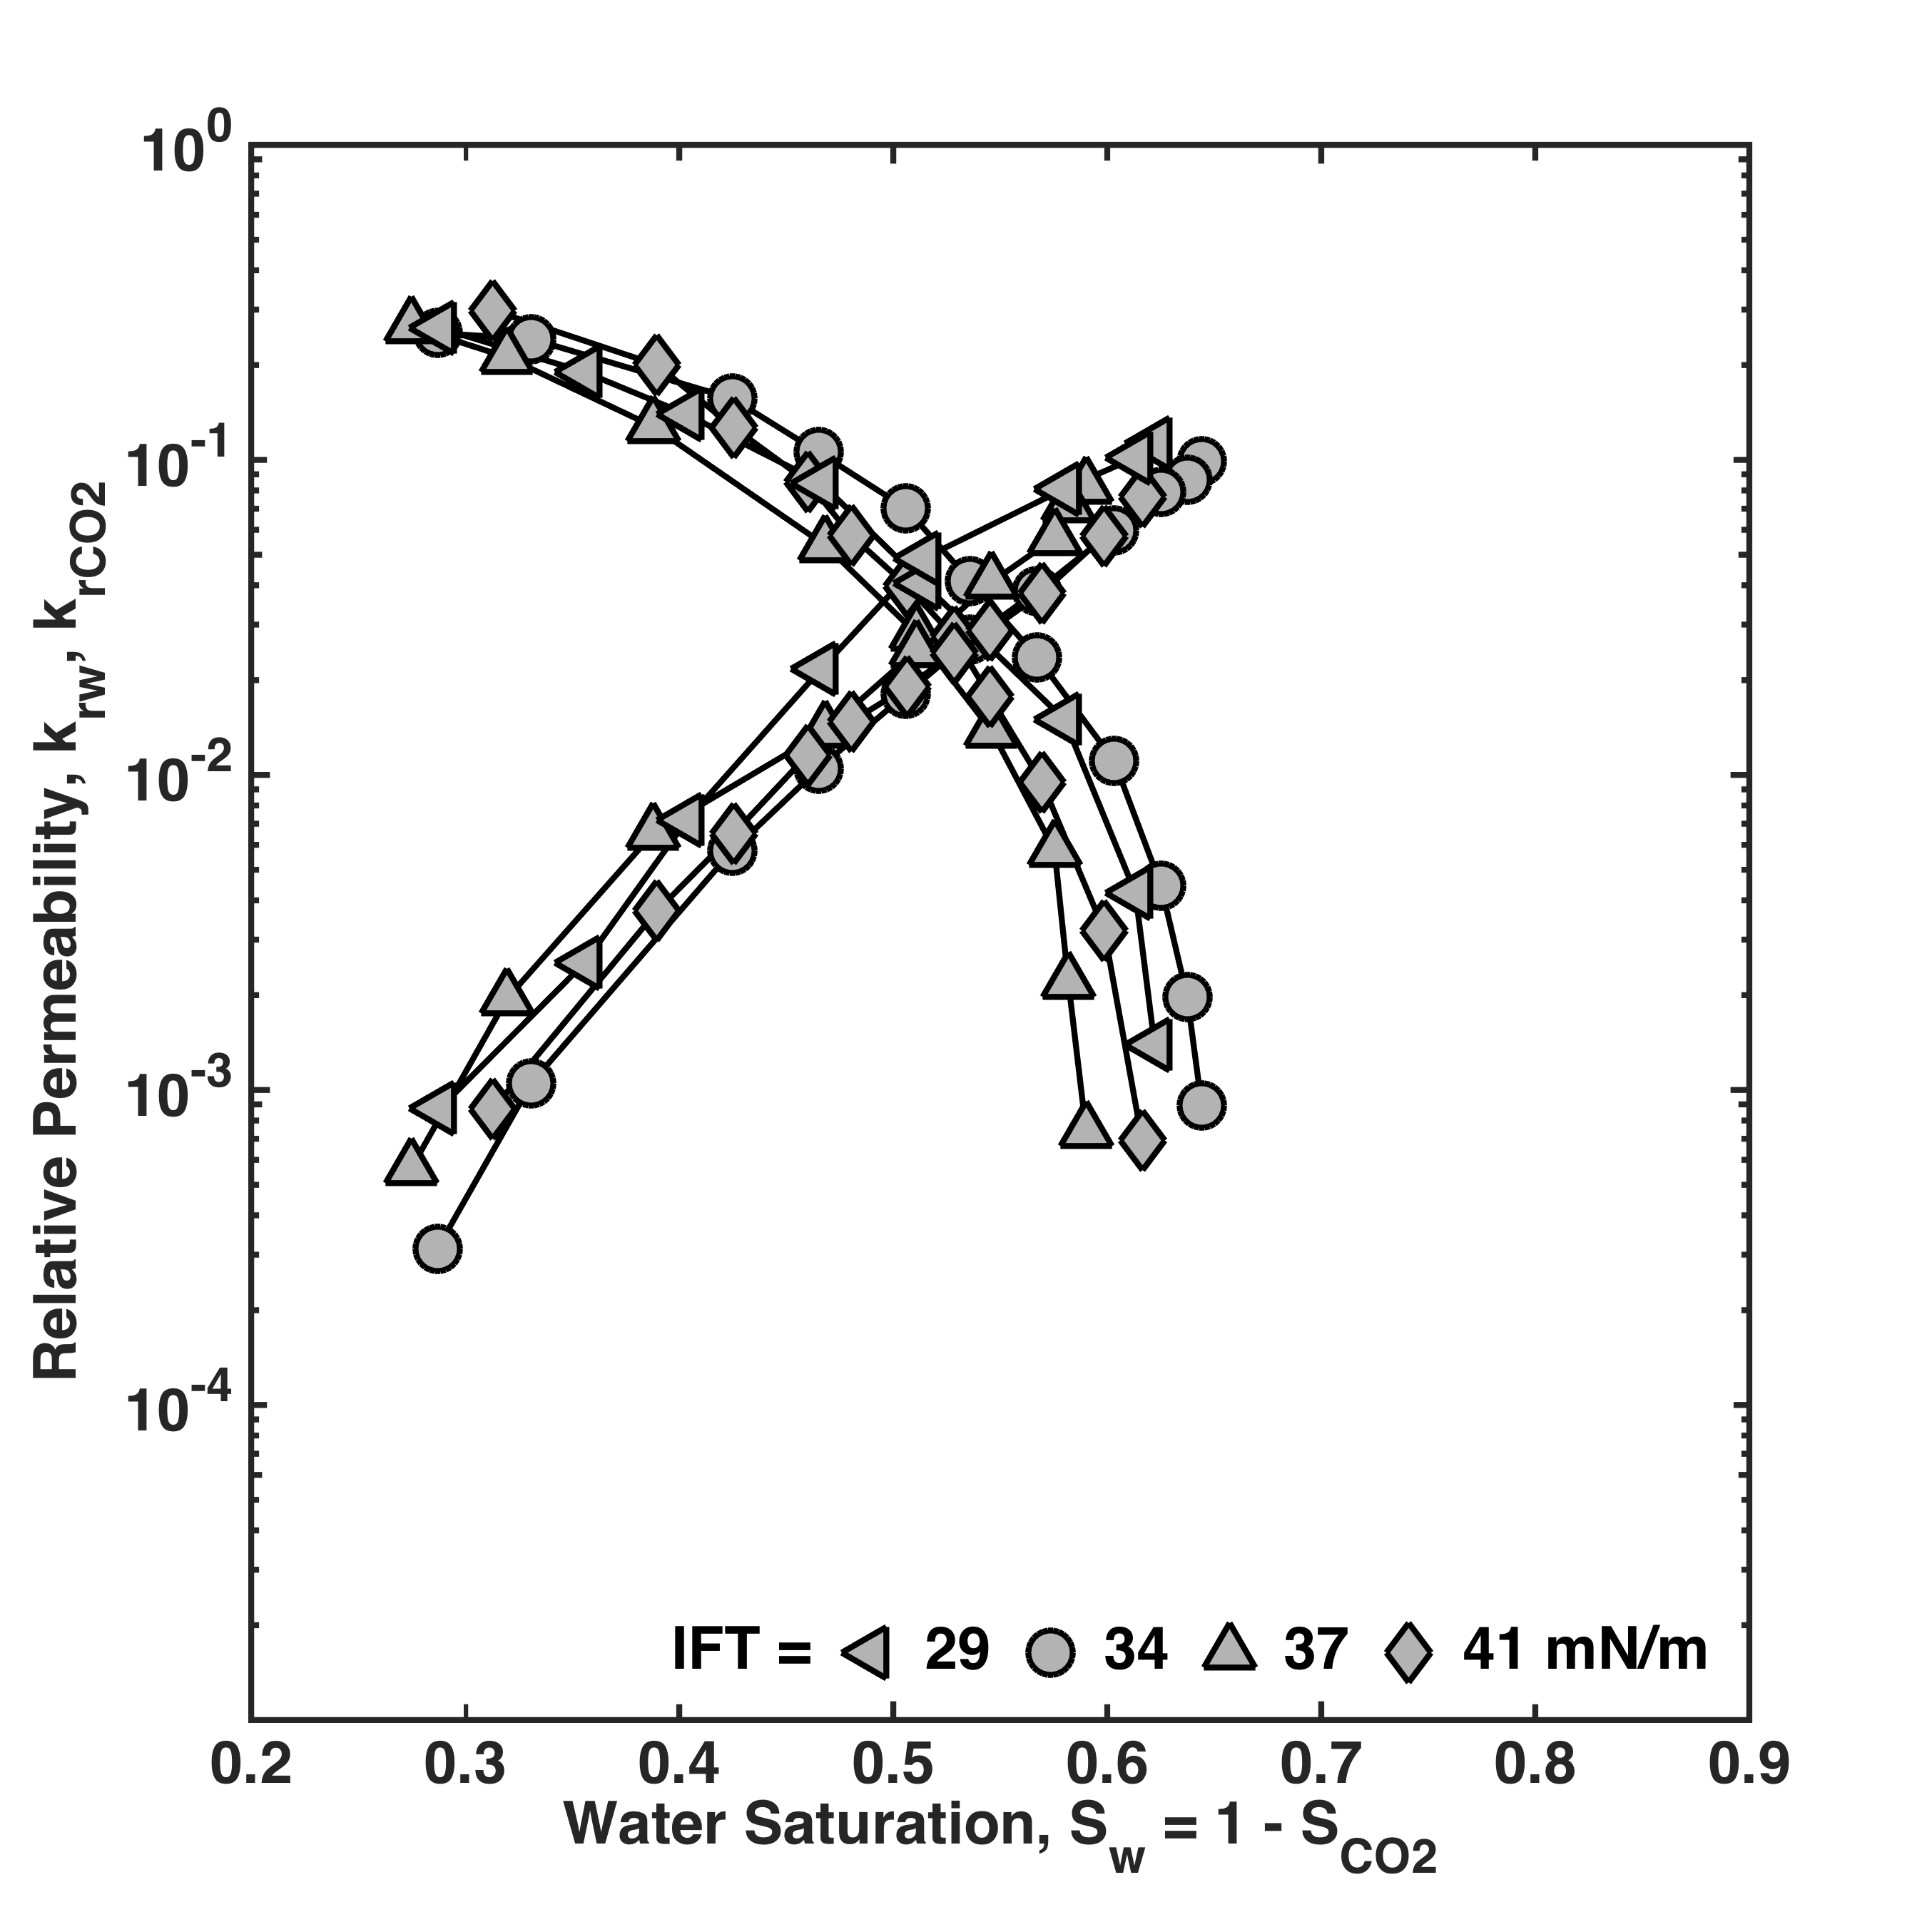 10^0
10^-1
10^-2
10^-3
10^-4
Relative Permeability, k_rw, k_rCO2
IFT = 29 34 37 41 mN/m
0.2 0.3 0.4 0.5 0.6 0.7 0.8 0.9
Water Saturation, S_w = 1 - S_CO2